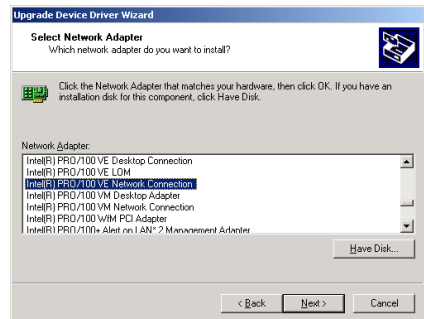 Upgrade Device Driver Wizard
Select Network Adapter
Which network adapter do you want to install?
Click the Network Adapter that matches your hardware, then click OK. If you have an
installation disk for this component, click Have Disk.
Network Adapter:
Intel(R) PRO/100 VE Desktop Connection
Intel(R) PRO/100 VE LOM
Intel(R) PRO/100 VE Network Connection
Intel(R) PRO/100 VM Desktop Adapter
Intel(R) PRO/100 VM Network Connection
Intel(R) PRO/100 WfM PCI Adapter
Intel(R) PRO/100+ Alert on LAN* 2 Management Adapter
Have Disk...
< Back
Next >
Cancel